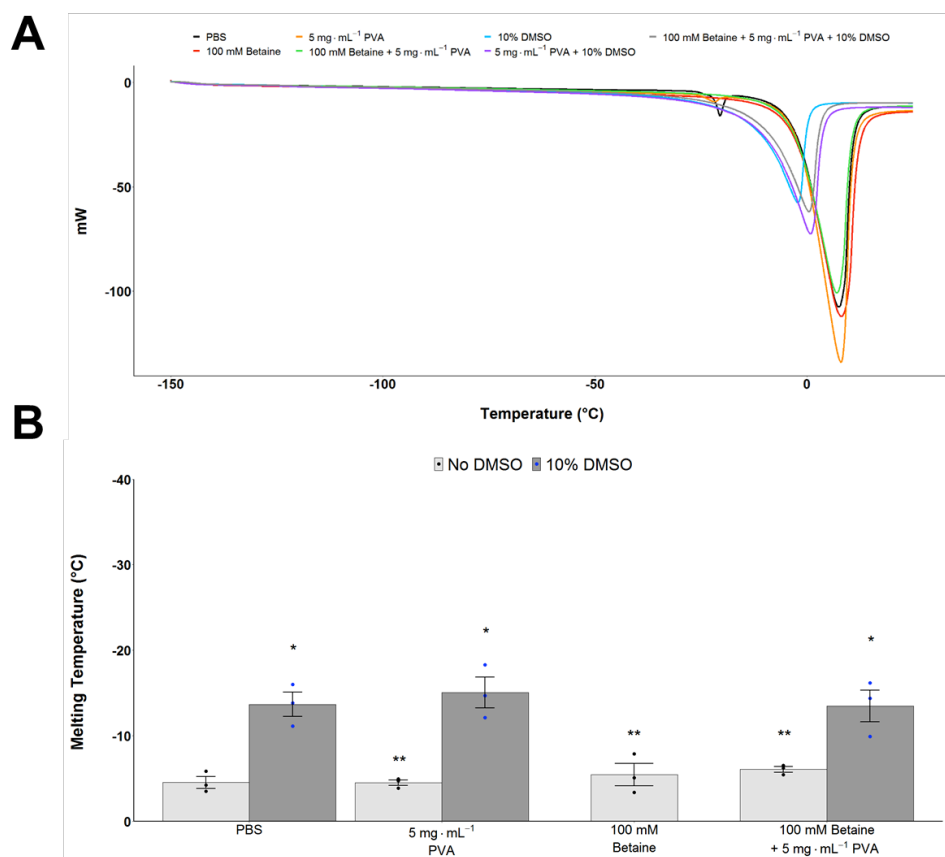 A
PBS
5 mg · mL⁻¹ PVA
10% DMSO
100 mM Betaine + 5 mg · mL⁻¹ PVA + 10% DMSO
100 mM Betaine
100 mM Betaine + 5 mg · mL⁻¹ PVA
5 mg · mL⁻¹ PVA + 10% DMSO
-0
-50
-100
mW
-150
-100
-50
0
Temperature (°C)
B
No DMSO
10% DMSO
-40
-30
-20
-10
0
Melting Temperature (°C)
*
**
*
**
**
*
PBS
5 mg · mL⁻¹
PVA
100 mM
Betaine
100 mM Betaine
+ 5 mg · mL⁻¹ PVA